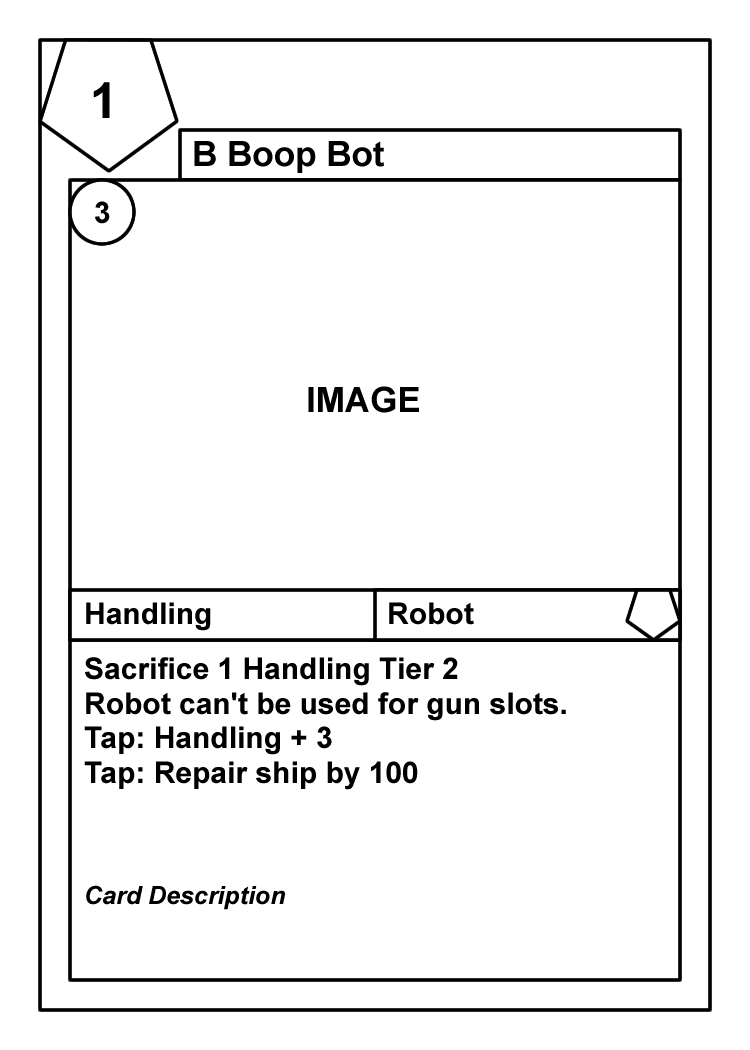 1
B Boop Bot
3
IMAGE
Handling
Robot
Sacrifice 1 Handling Tier 2
Robot can't be used for gun slots.
Tap: Handling + 3
Tap: Repair ship by 100
Card Description